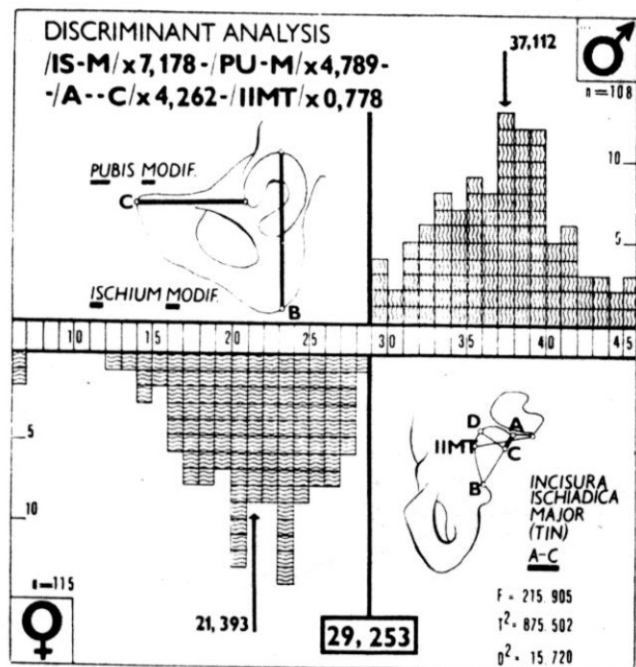 DISCRIMINANT ANALYSIS
/IS-M/x7,178-/PU-M/x4,789-
-/A--C/x4,262-/IIMT/x0,778
37,112
♂
n=108
10
5
PUBIS MODIF.
C
ISCHIUM MODIF.
B
10 15 20 25 30 35 40 45
5
10
n=115
♀
21,393
29,253
D A
IIMT C
B
INCISURA
ISCHIADICA
MAJOR
(TIN)
A-C
F = 215.905
T² = 875.502
D² = 15.720